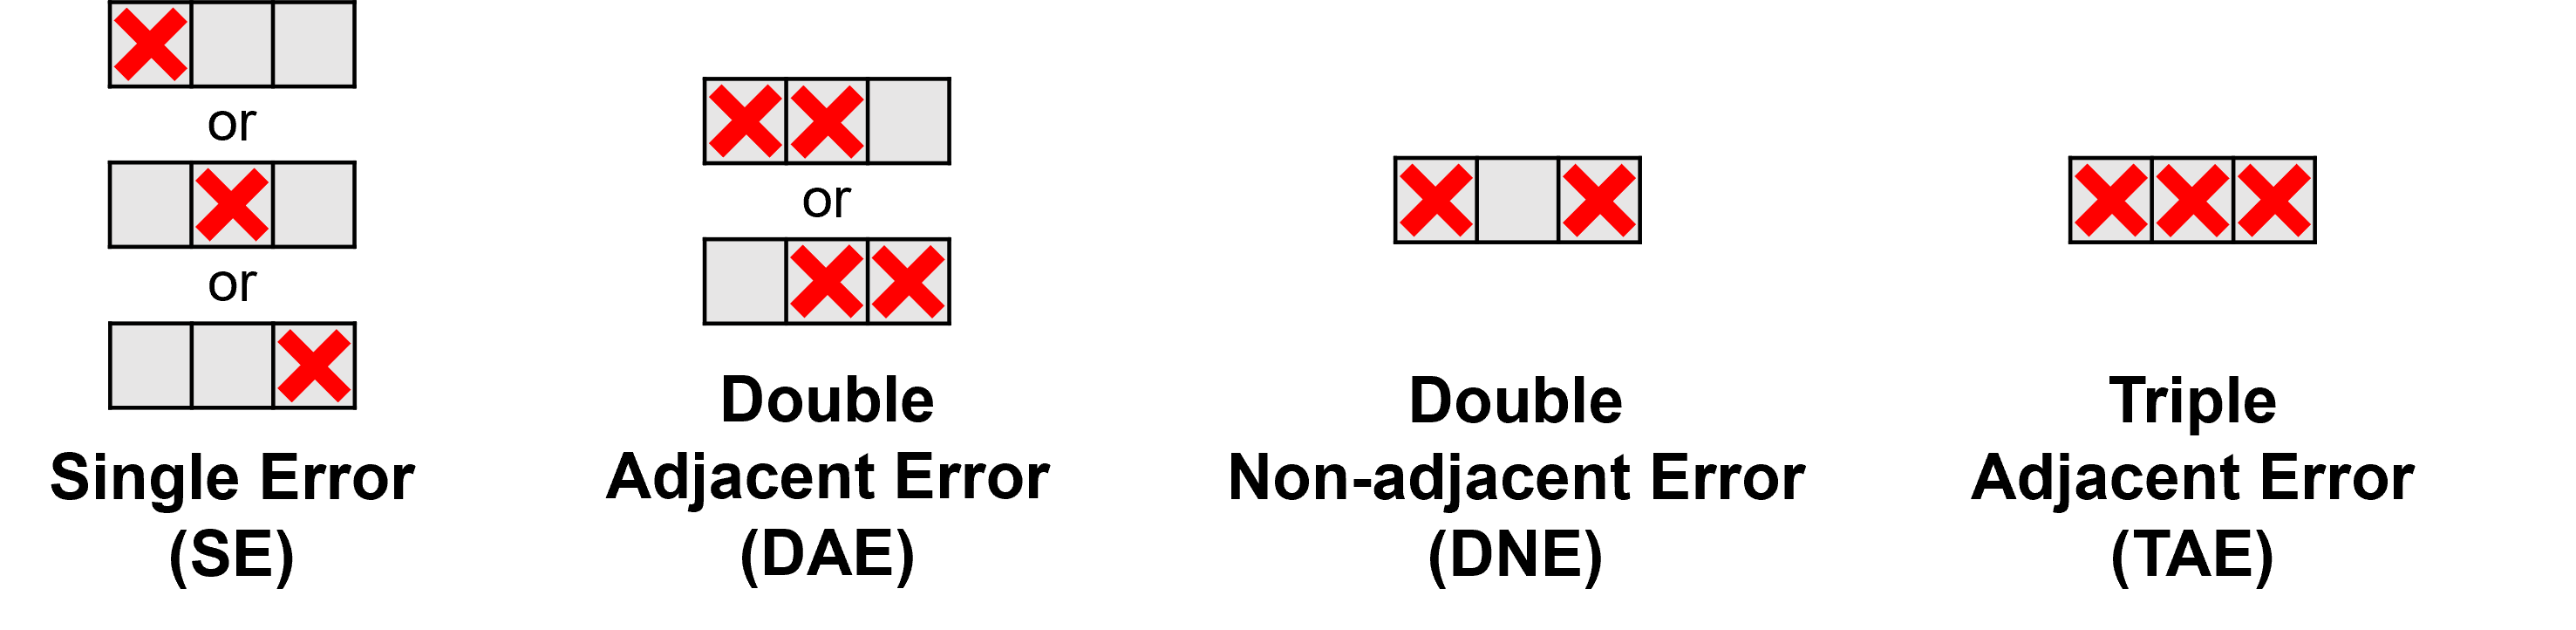 or
or
Single Error
(SE)
or
Double
Adjacent Error
(DAE)
Double
Non-adjacent Error
(DNE)
Triple
Adjacent Error
(TAE)